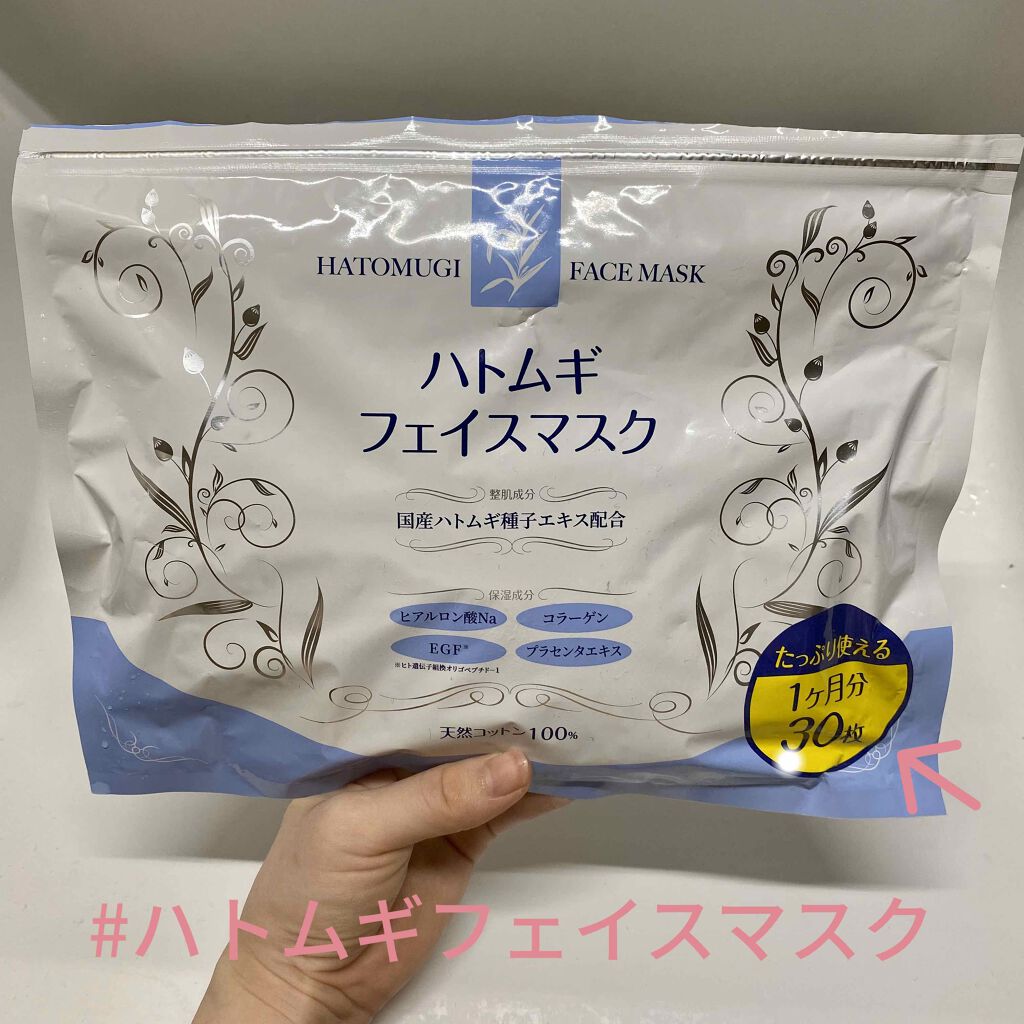 HATOMUGI FACE MASK
ハトムギ
フェイスマスク
整肌成分
国産ハトムギ種子エキス配合
保湿成分
ヒアルロン酸Na コラーゲン
EGF※ プラセンタエキス
※ヒト遺伝子組換オリゴペプチド-1
天然コットン100%
たっぷり使える
1ヶ月分
30枚
#ハトムギフェイスマスク